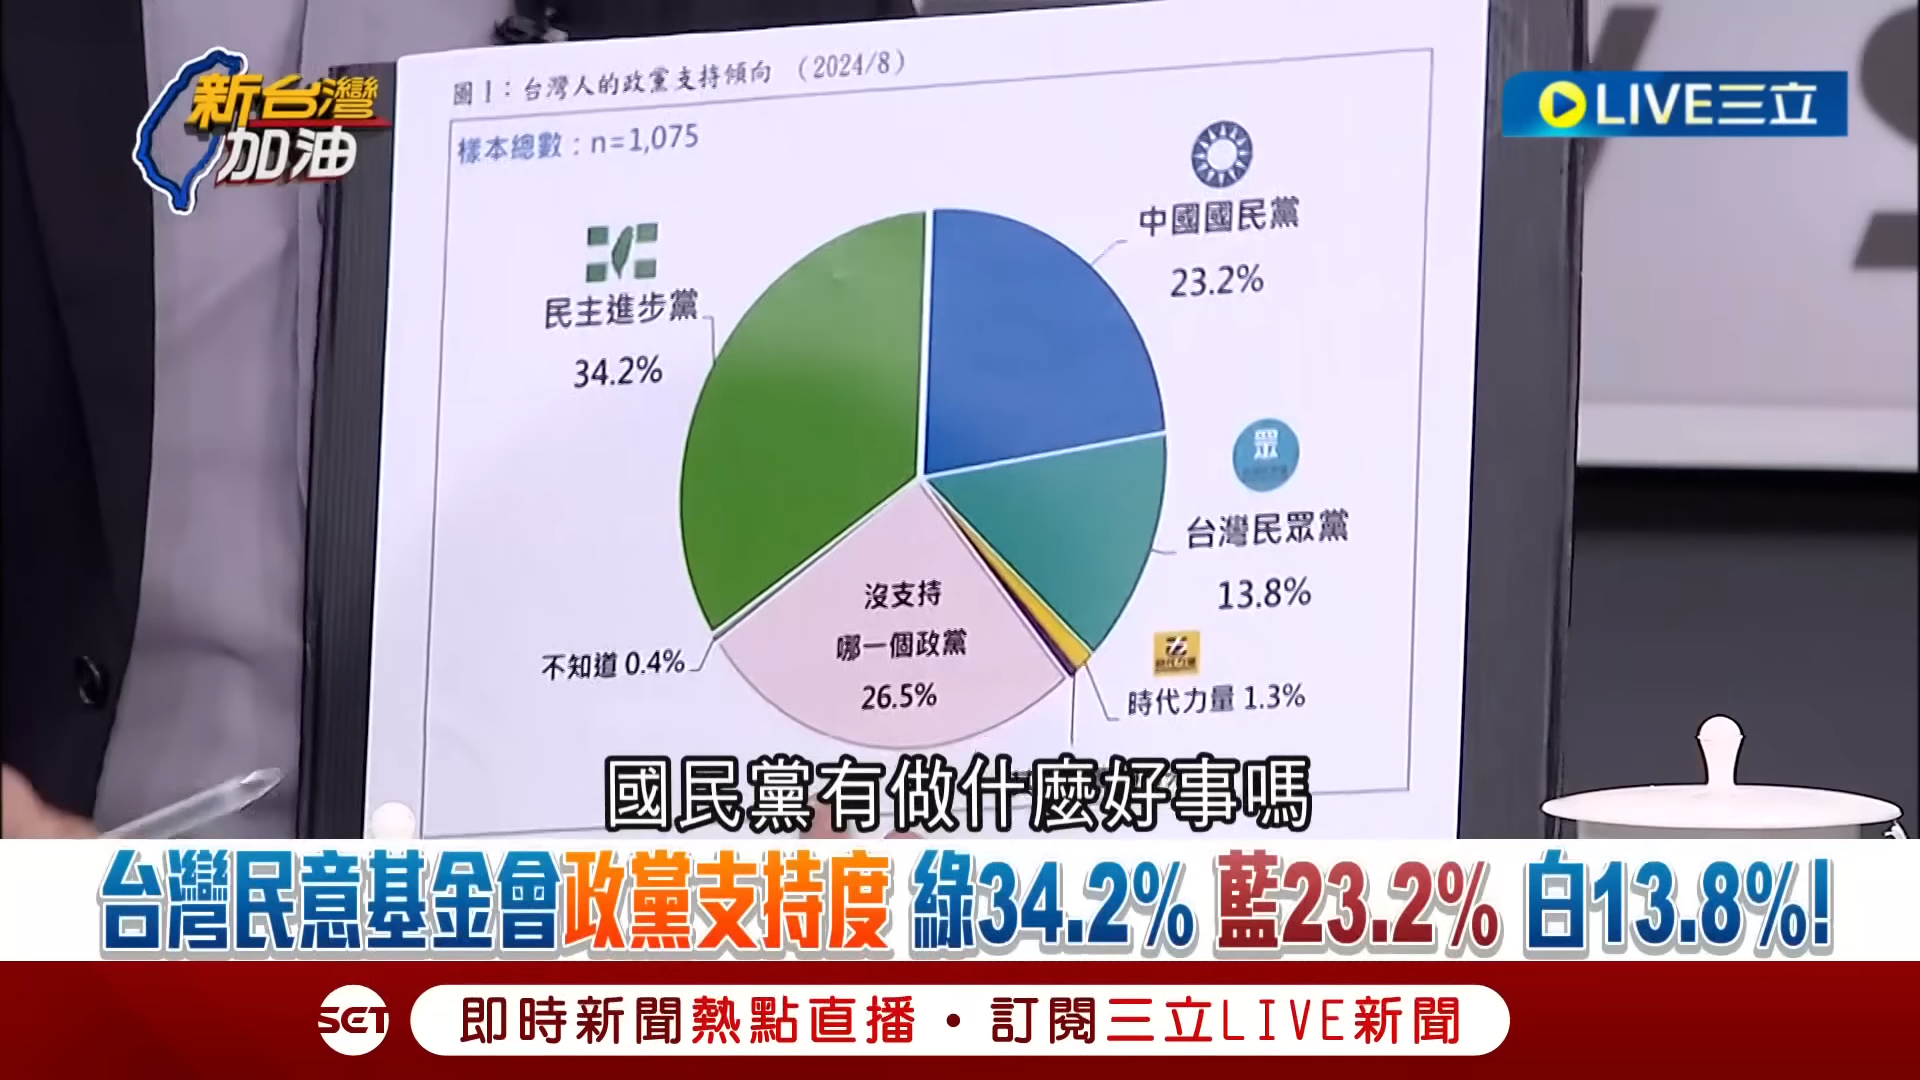 新台灣
加油
LIVE三立
圖1：台灣人的政黨支持傾向 （2024/8）
樣本總數：n=1,075
中國國民黨
23.2%
民主進步黨
34.2%
眾
台灣民眾黨
13.8%
沒支持
哪一個政黨
26.5%
不知道 0.4%
時代力量 1.3%
國民黨有做什麼好事嗎
台灣民意基金會政黨支持度 綠34.2% 藍23.2% 白13.8%!
SET 即時新聞熱點直播・訂閱三立LIVE新聞